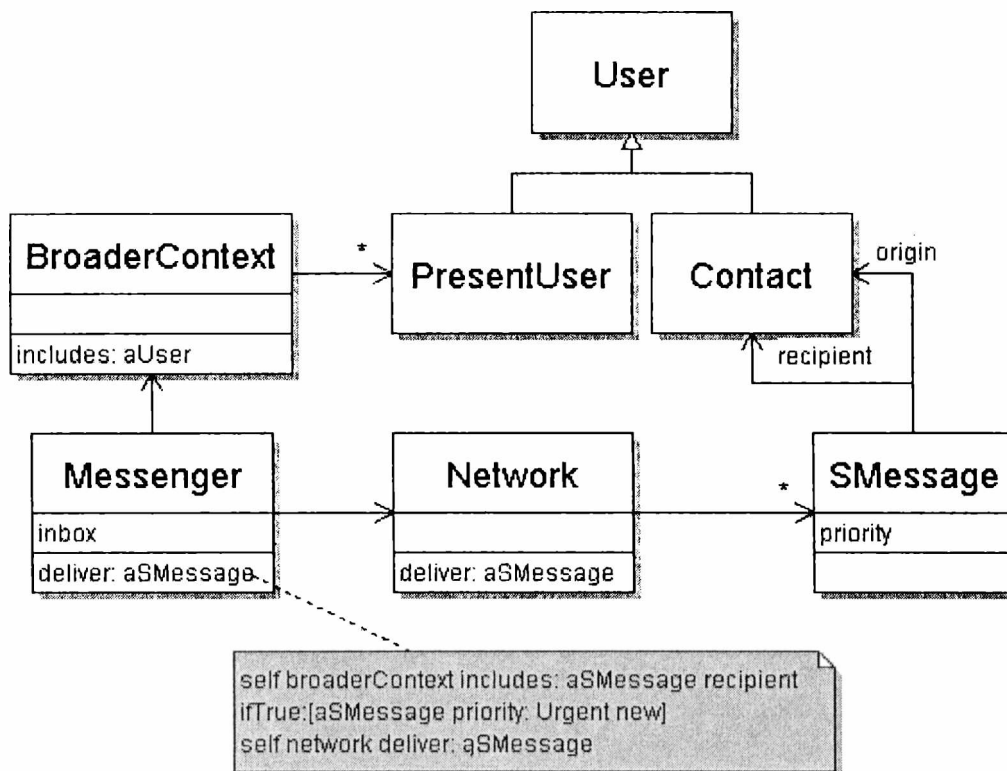 User
BroaderContext
includes: aUser
*
PresentUser
Contact
origin
recipient
Messenger
inbox
deliver: aSMessage
Network
deliver: aSMessage
*
SMessage
priority
self broaderContext includes: aSMessage recipient
ifTrue:[aSMessage priority: Urgent new]
self network deliver: aSMessage